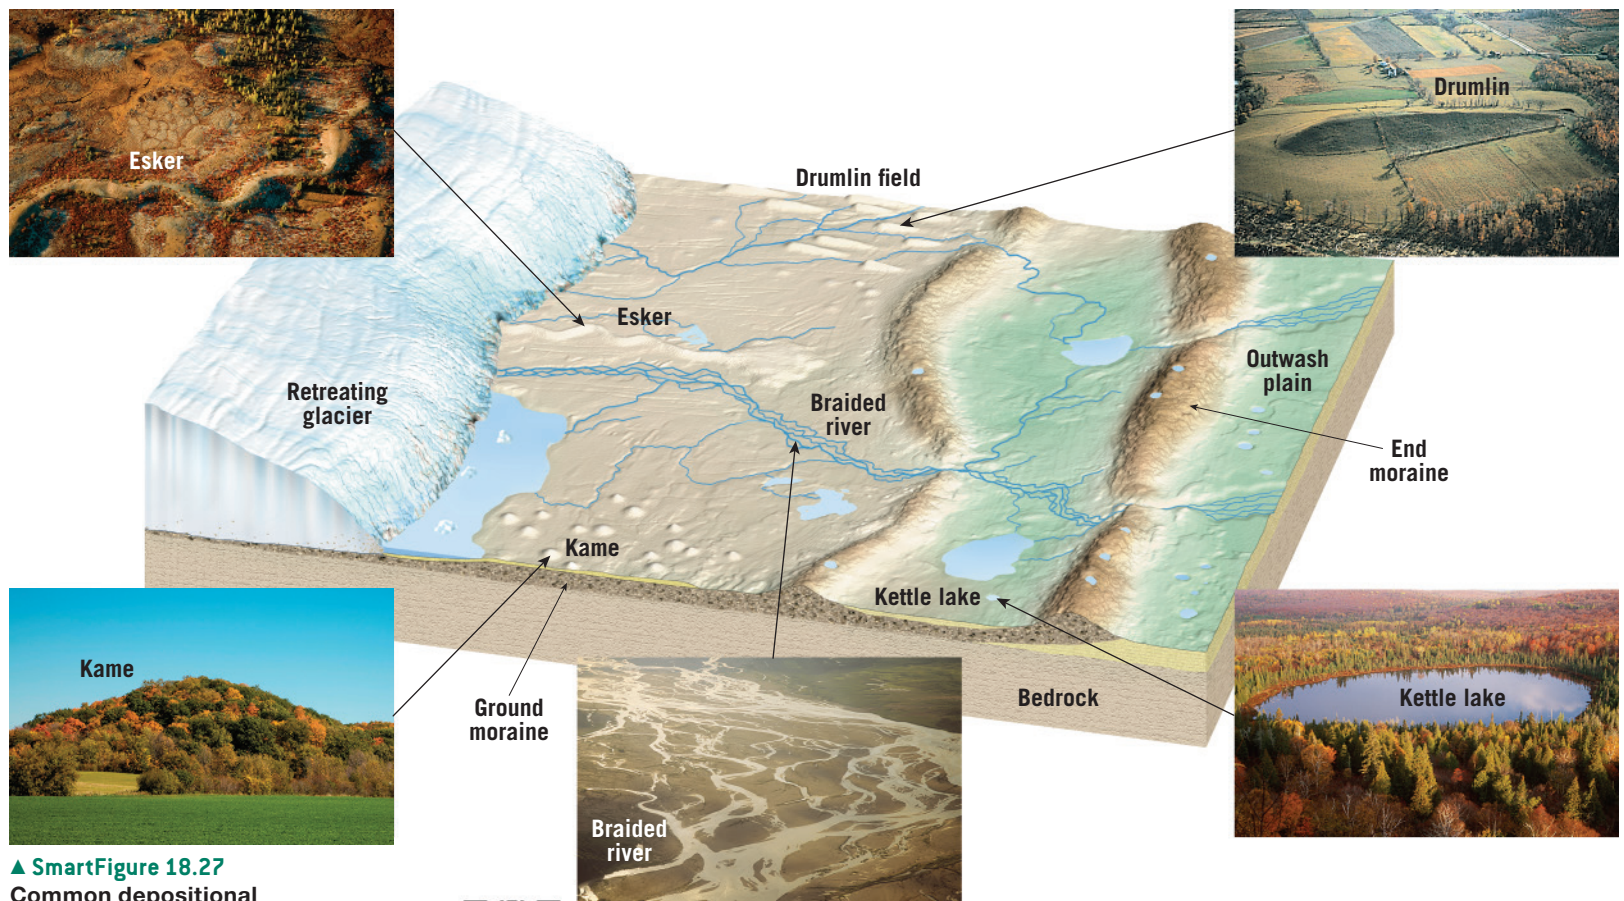 Esker
Drumlin
Drumlin field
Esker
Retreating
glacier
Braided
river
Outwash
plain
End
moraine
Kame
Kettle lake
Kame
Ground
moraine
Bedrock
Kettle lake
Braided
river
▲ SmartFigure 18.27
Common depositional